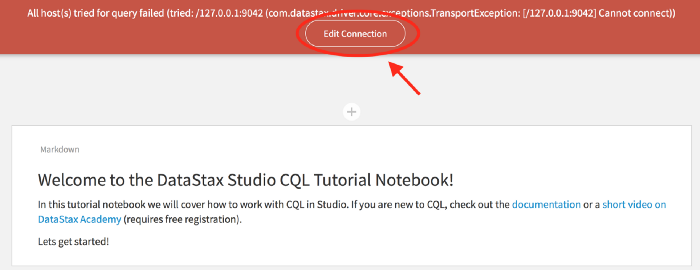 All host(s) tried for query failed (tried: /127.0.0.1:9042 (com.datastax.driver.core.exceptions.TransportException: [/127.0.0.1:9042] Cannot connect))
Edit Connection
Markdown
Welcome to the DataStax Studio CQL Tutorial Notebook!
In this tutorial notebook we will cover how to work with CQL in Studio. If you are new to CQL, check out the documentation or a short video on
DataStax Academy (requires free registration).
Lets get started!